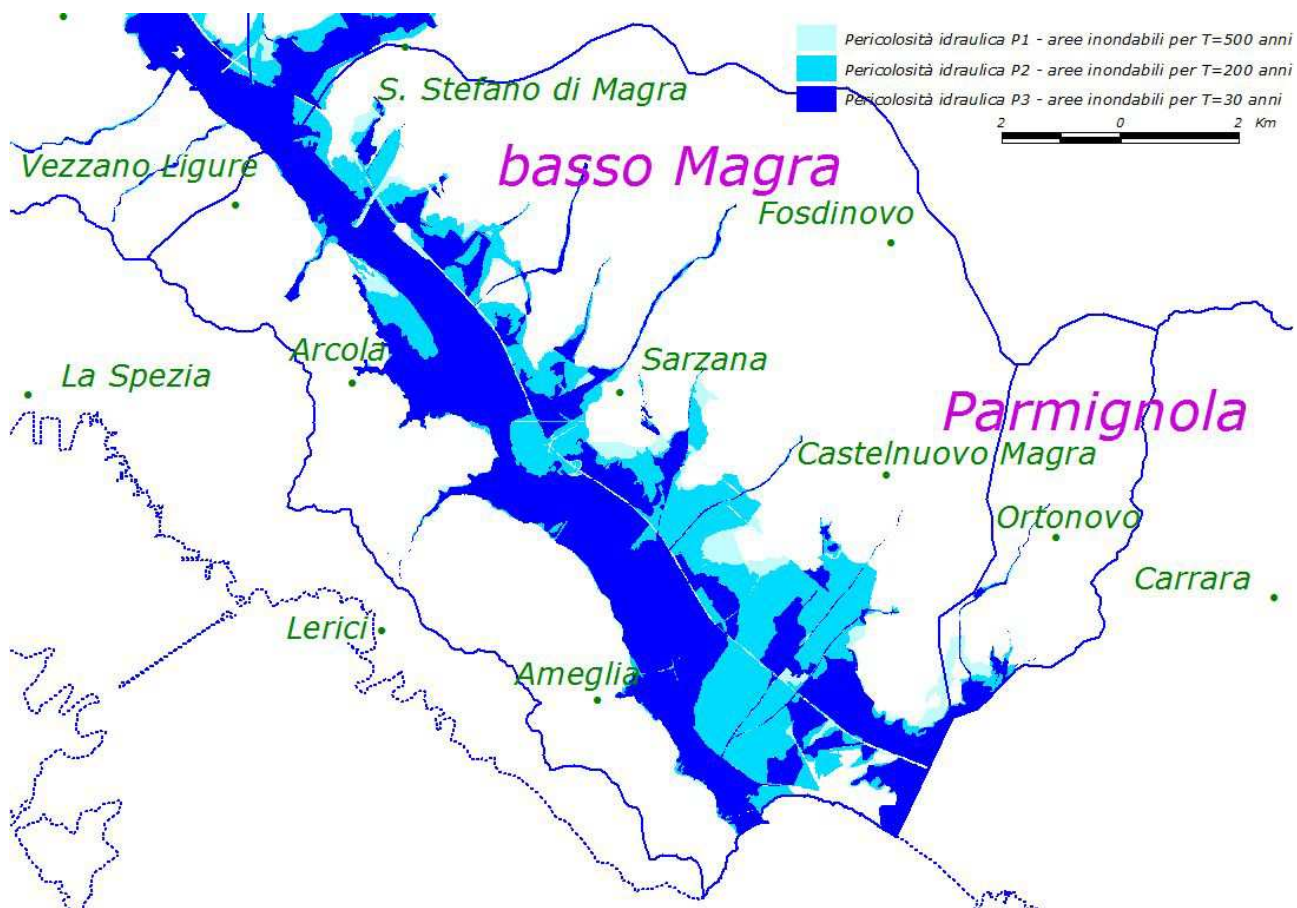 Pericolosità idraulica P1 - aree inondabili per T=500 anni
Pericolosità idraulica P2 - aree inondabili per T=200 anni
Pericolosità idraulica P3 - aree inondabili per T=30 anni
2 0 2 Km
S. Stefano di Magra
basso Magra
Vezzano Ligure
Fosdinovo
Arcola
Sarzana
La Spezia
Parmignola
Castelnuovo Magra
Ortonovo
Carrara
Lerici
Ameglia